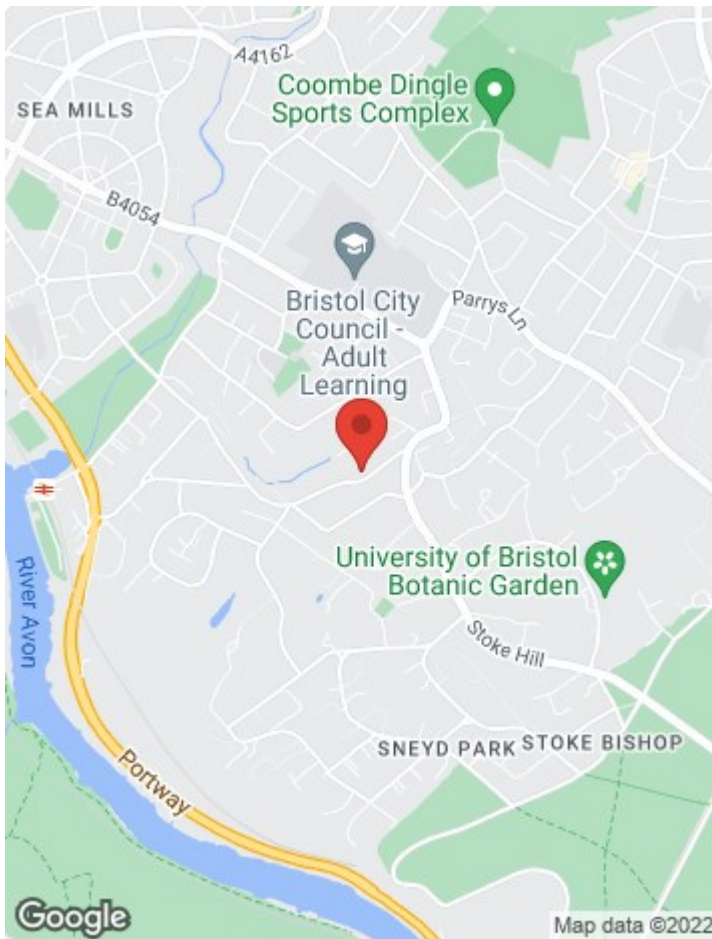 A4162
Coombe Dingle
Sports Complex
SEA MILLS
B4054
Bristol City
Council -
Adult
Learning
Parrys Ln
University of Bristol
Botanic Garden
River Avon
Stoke Hill
SNEYD PARK
STOKE BISHOP
Portway
Google
Map data ©2022